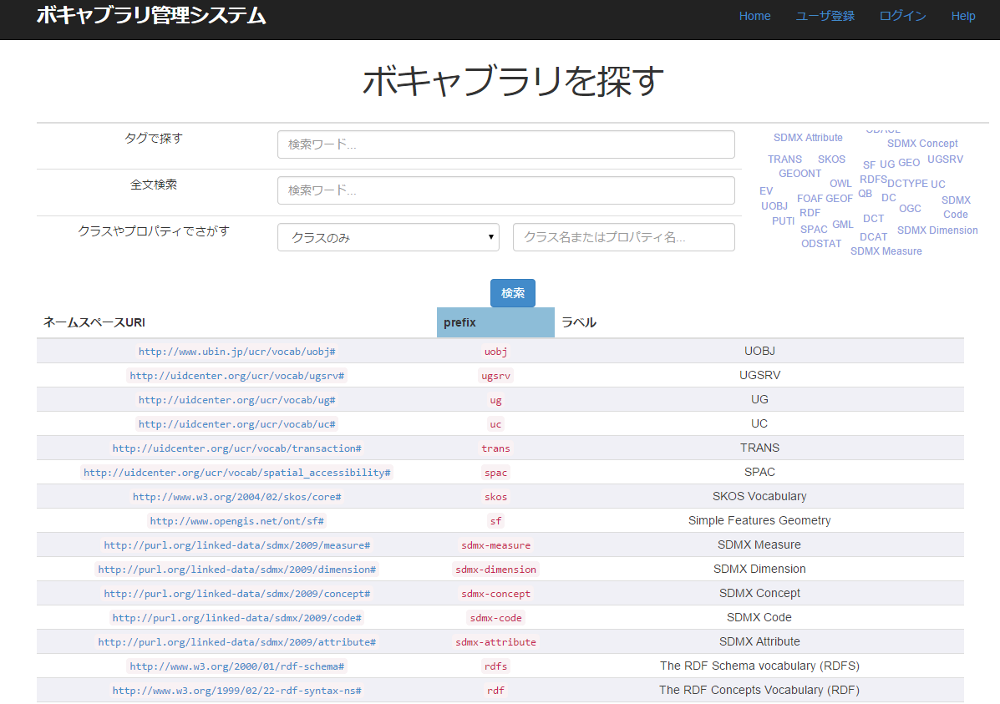 ボキャブラリ管理システム
Home ユーザ登録 ログイン Help
ボキャブラリを探す
タグで探す 検索ワード...
全文検索 検索ワード...
クラスやプロパティでさがす クラスのみ クラス名またはプロパティ名...
SDMX Attribute
SDMX Concept
TRANS SKOS SF UG GEO UGSRV
GEOONT OWL RDFS DCTYPE UC
EV FOAF GEOF QB DC SDMX Code
UOBJ RDF OGC
PUTI SPAC GML DCT SDMX Dimension
ODSTAT DCAT
SDMX Measure
検索
ネームスペースURI prefix ラベル
http://www.ubin.jp/ucr/vocab/uobj# uobj UOBJ
http://uidcenter.org/ucr/vocab/ugsrv# ugsrv UGSRV
http://uidcenter.org/ucr/vocab/ug# ug UG
http://uidcenter.org/ucr/vocab/uc# uc UC
http://uidcenter.org/ucr/vocab/transaction# trans TRANS
http://uidcenter.org/ucr/vocab/spatial_accessibility# spac SPAC
http://www.w3.org/2004/02/skos/core# skos SKOS Vocabulary
http://www.opengis.net/ont/sf# sf Simple Features Geometry
http://purl.org/linked-data/sdmx/2009/measure# sdmx-measure SDMX Measure
http://purl.org/linked-data/sdmx/2009/dimension# sdmx-dimension SDMX Dimension
http://purl.org/linked-data/sdmx/2009/concept# sdmx-concept SDMX Concept
http://purl.org/linked-data/sdmx/2009/code# sdmx-code SDMX Code
http://purl.org/linked-data/sdmx/2009/attribute# sdmx-attribute SDMX Attribute
http://www.w3.org/2000/01/rdf-schema# rdfs The RDF Schema vocabulary (RDFS)
http://www.w3.org/1999/02/22-rdf-syntax-ns# rdf The RDF Concepts Vocabulary (RDF)